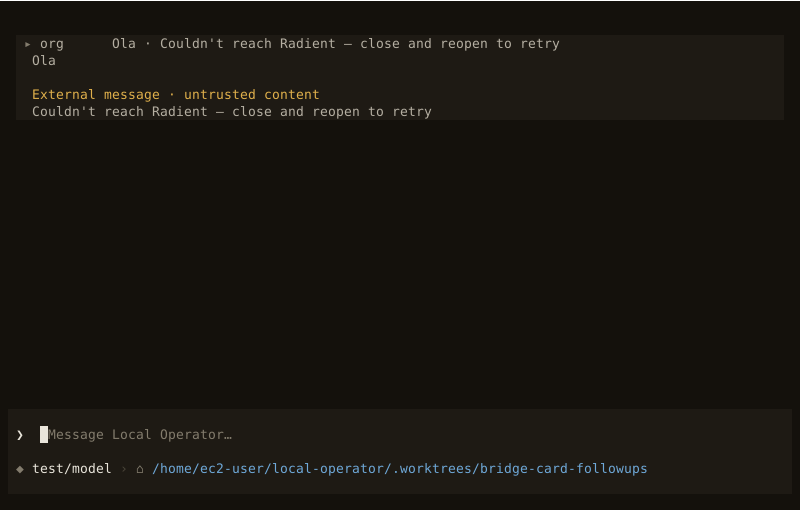 ▸ org      Ola · Couldn't reach Radient — close and reopen to retry
Ola
External message · untrusted content
Couldn't reach Radient — close and reopen to retry
❯ Message Local Operator…
◆ test/model › ⌂ /home/ec2-user/local-operator/.worktrees/bridge-card-followups